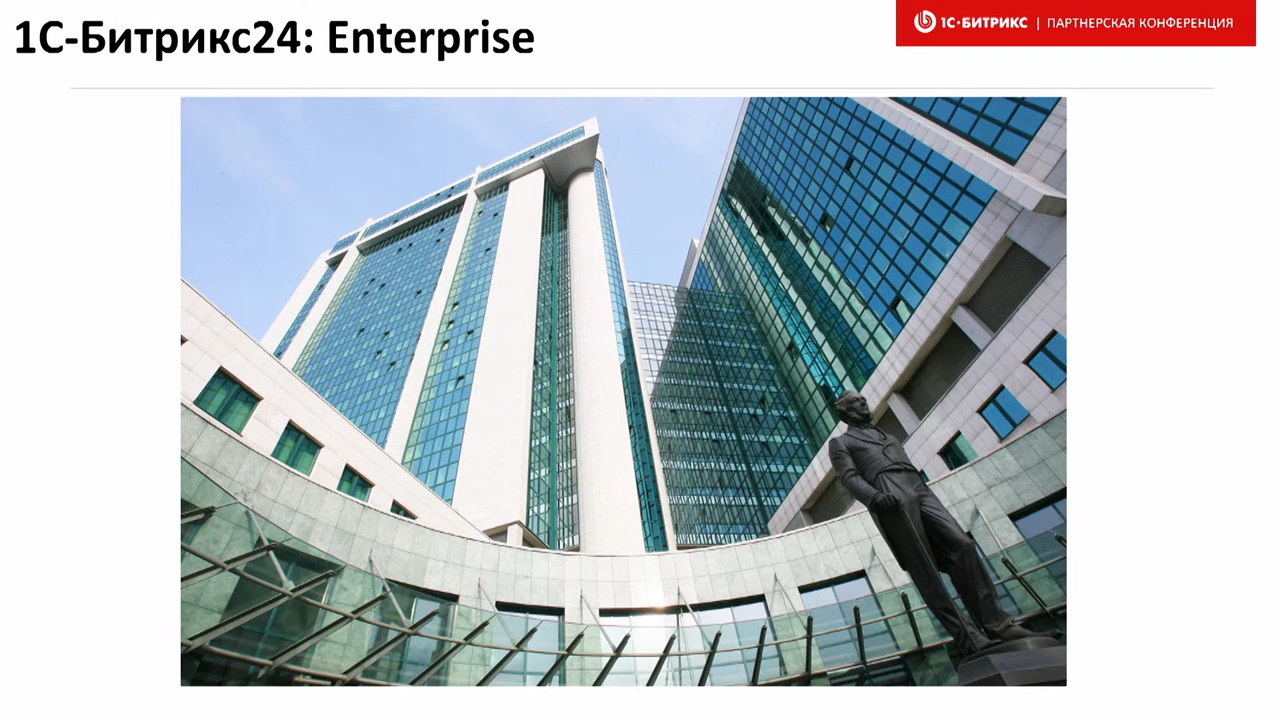 1С-Битрикс24: Enterprise
1С·БИТРИКС | ПАРТНЕРСКАЯ КОНФЕРЕНЦИЯ